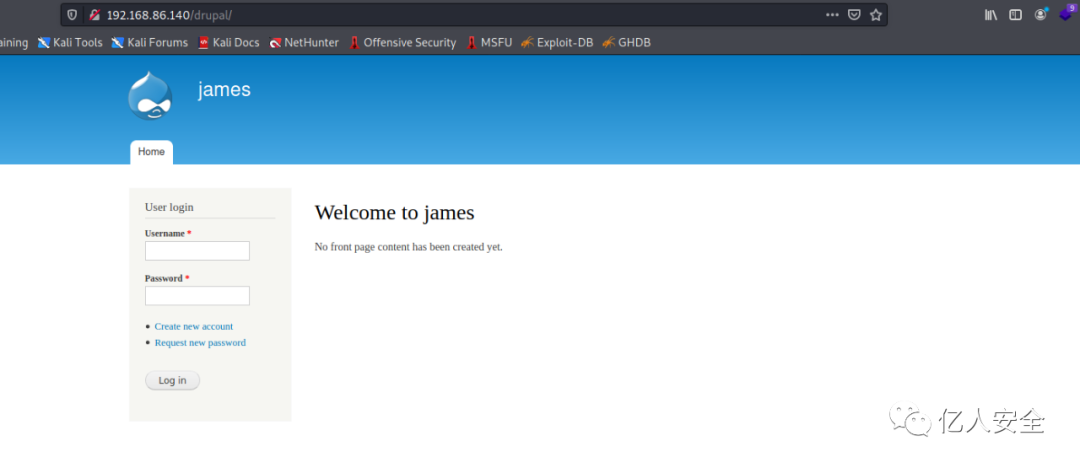 192.168.86.140/drupal/
9
aining Kali Tools Kali Forums Kali Docs NetHunter Offensive Security MSFU Exploit-DB GHDB
james
Home
User login
Username *
Password *
Create new account
Request new password
Log in
Welcome to james
No front page content has been created yet.
亿人安全